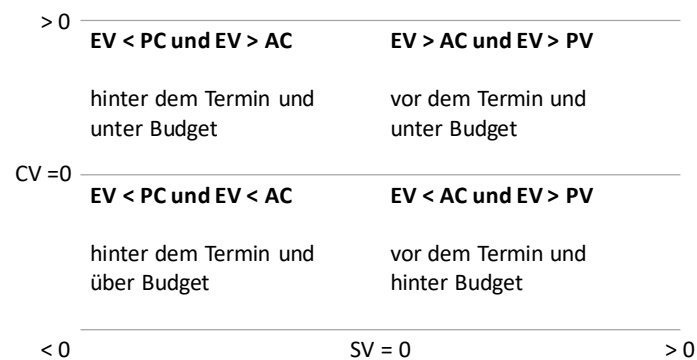 > 0
EV < PC und EV > AC
hinter dem Termin und
unter Budget
EV > AC und EV > PV
vor dem Termin und
unter Budget
CV =0
EV < PC und EV < AC
hinter dem Termin und
über Budget
EV < AC und EV > PV
vor dem Termin und
hinter Budget
< 0
SV = 0
> 0